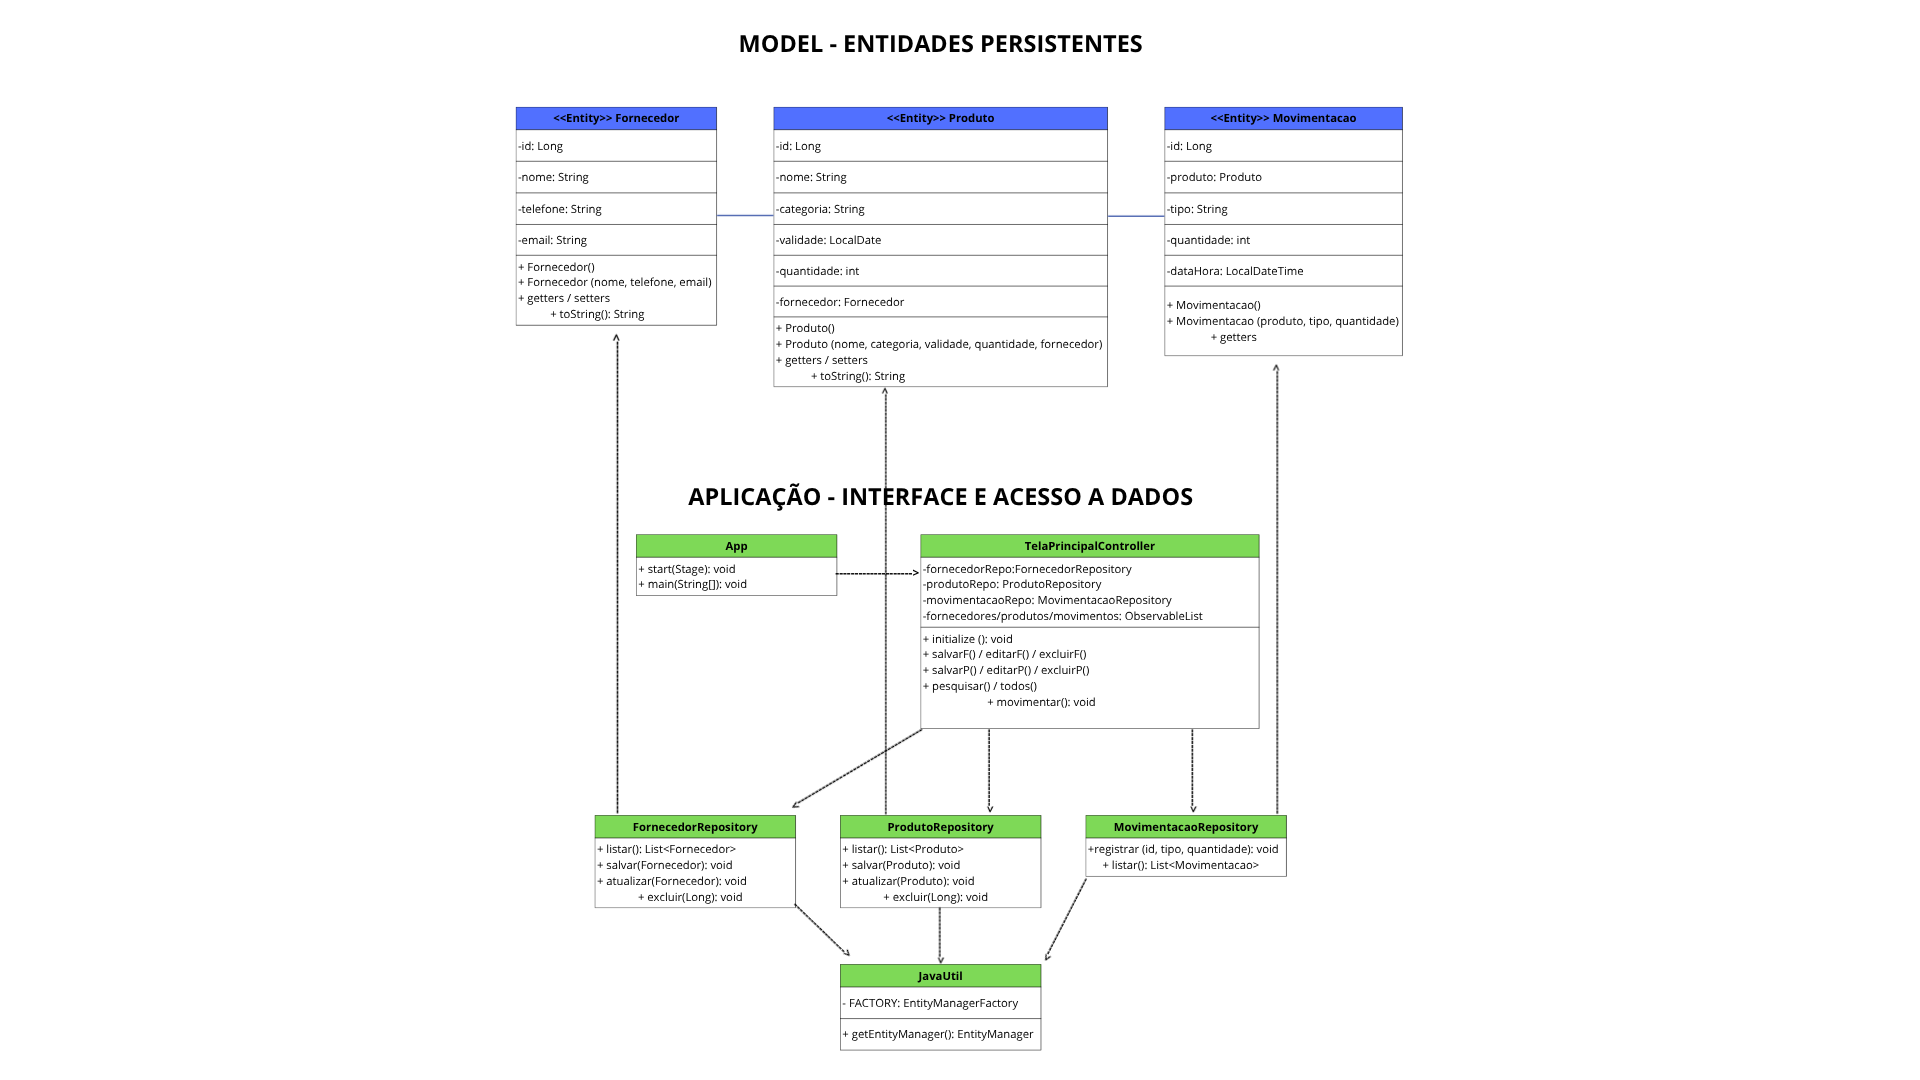 MODEL - ENTIDADES PERSISTENTES
<<Entity>> Fornecedor
-id: Long
-nome: String
-telefone: String
-email: String
+ Fornecedor()
+ Fornecedor (nome, telefone, email)
+ getters / setters
+ toString(): String
<<Entity>> Produto
-id: Long
-nome: String
-categoria: String
-validade: LocalDate
-quantidade: int
-fornecedor: Fornecedor
+ Produto()
+ Produto (nome, categoria, validade, quantidade, fornecedor)
+ getters / setters
+ toString(): String
<<Entity>> Movimentacao
-id: Long
-produto: Produto
-tipo: String
-quantidade: int
-dataHora: LocalDateTime
+ Movimentacao()
+ Movimentacao (produto, tipo, quantidade)
+ getters
APLICAÇÃO - INTERFACE E ACESSO A DADOS
App
+ start(Stage): void
+ main(String[]): void
TelaPrincipalController
-fornecedorRepo:FornecedorRepository
-produtoRepo: ProdutoRepository
-movimentacaoRepo: MovimentacaoRepository
-fornecedores/produtos/movimentos: ObservableList
+ initialize (): void
+ salvarF() / editarF() / excluirF()
+ salvarP() / editarP() / excluirP()
+ pesquisar() / todos()
+ movimentar(): void
FornecedorRepository
+ listar(): List<Fornecedor>
+ salvar(Fornecedor): void
+ atualizar(Fornecedor): void
+ excluir(Long): void
ProdutoRepository
+ listar(): List<Produto>
+ salvar(Produto): void
+ atualizar(Produto): void
+ excluir(Long): void
MovimentacaoRepository
+registrar (id, tipo, quantidade): void
+ listar(): List<Movimentacao>
JavaUtil
- FACTORY: EntityManagerFactory
+ getEntityManager(): EntityManager